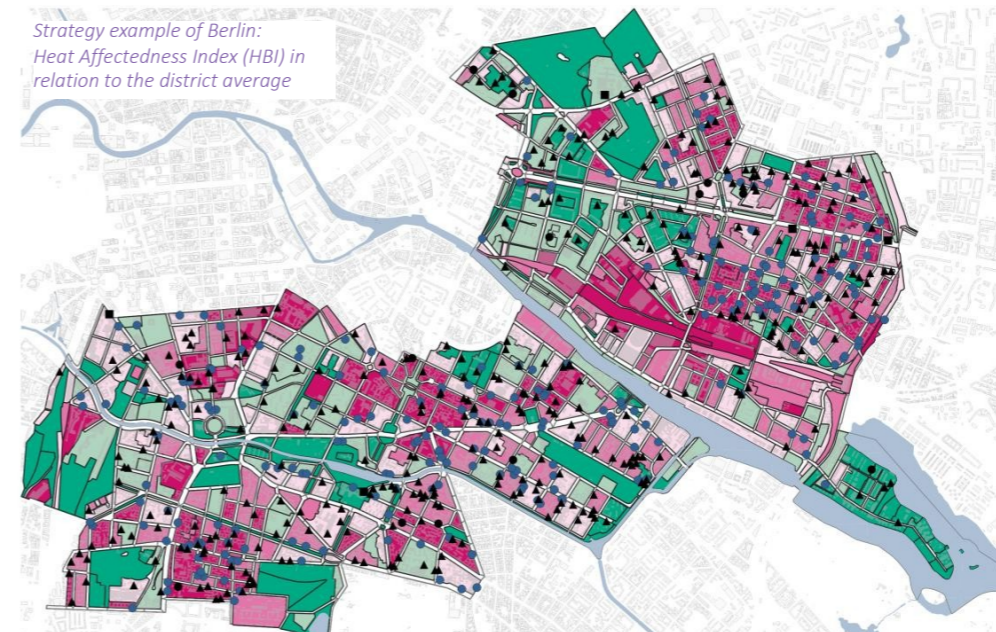 Strategy example of Berlin:
Heat Affectedness Index (HBI) in
relation to the district average